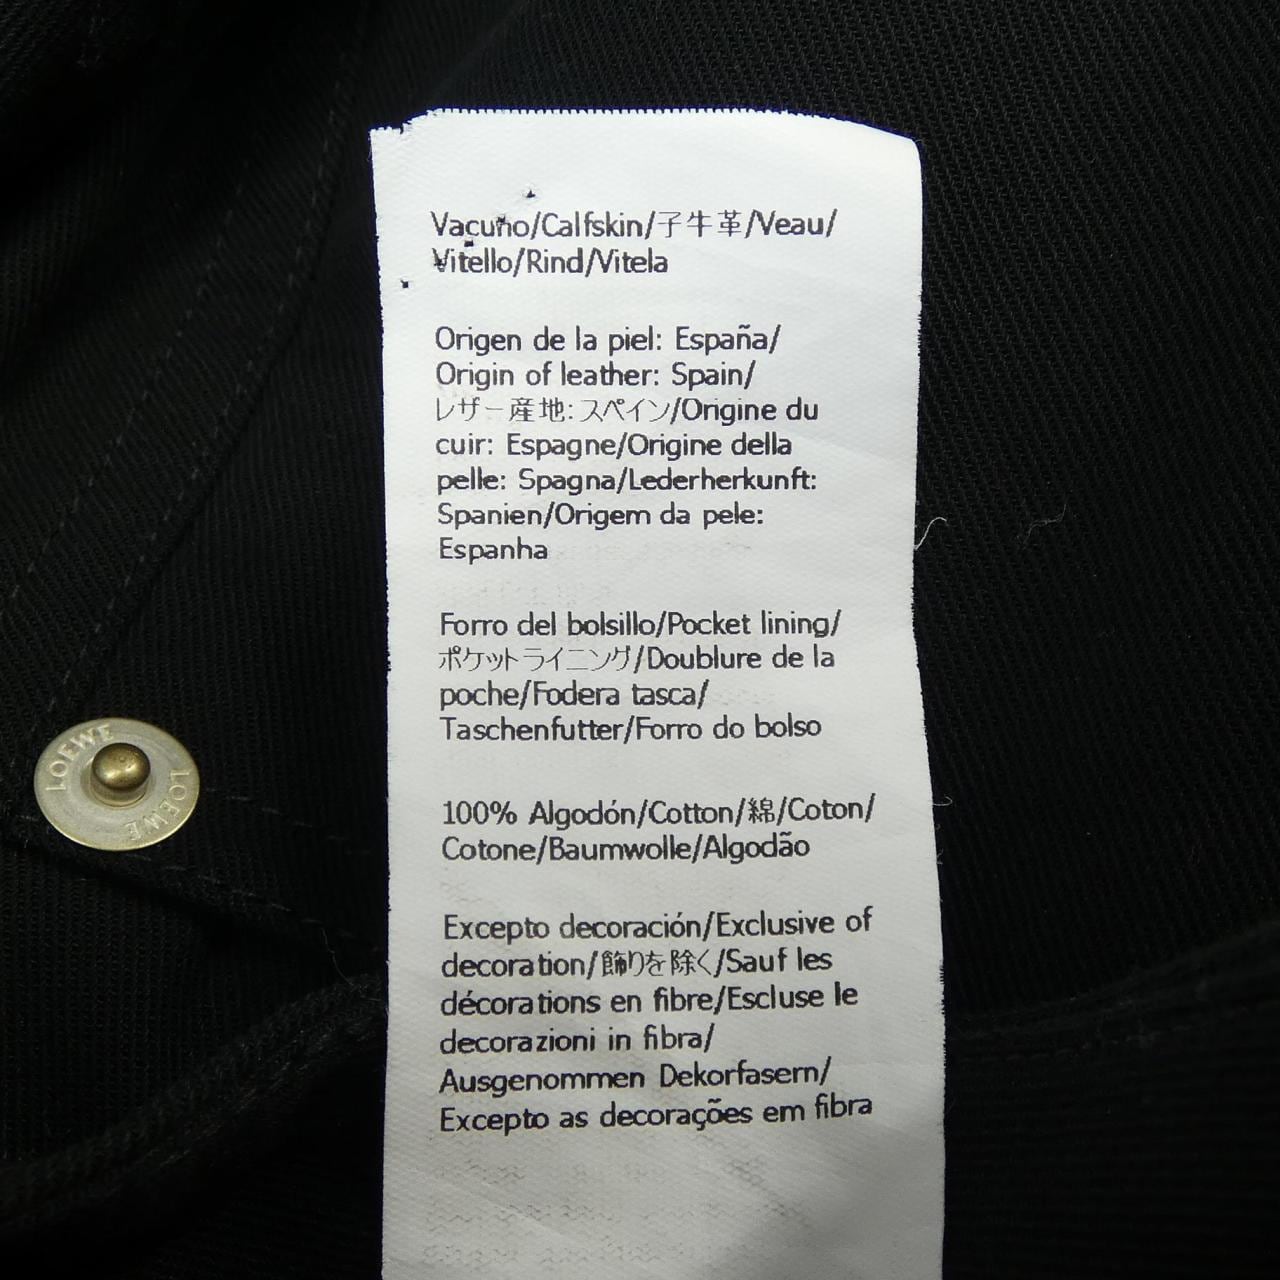 Vacuno/Calfskin/子牛革/Veau/
Vitello/Rind/Vitela
Origen de la piel: España/
Origin of leather: Spain/
レザー産地:スペイン/Origine du
cuir: Espagne/Origine della
pelle: Spagna/Lederherkunft:
Spanien/Origem da pele:
Espanha
Forro del bolsillo/Pocket lining/
ポケットライニング/Doublure de la
poche/Fodera tasca/
Taschenfutter/Forro do bolso
100% Algodón/Cotton/綿/Coton/
Cotone/Baumwolle/Algodão
Excepto decoración/Exclusive of
decoration/飾りを除く/Sauf les
décorations en fibre/Escluse le
decorazioni in fibra/
Ausgenommen Dekorfasern/
Excepto as decorações em fibra
LOEWE
LOEWE
LOEWE